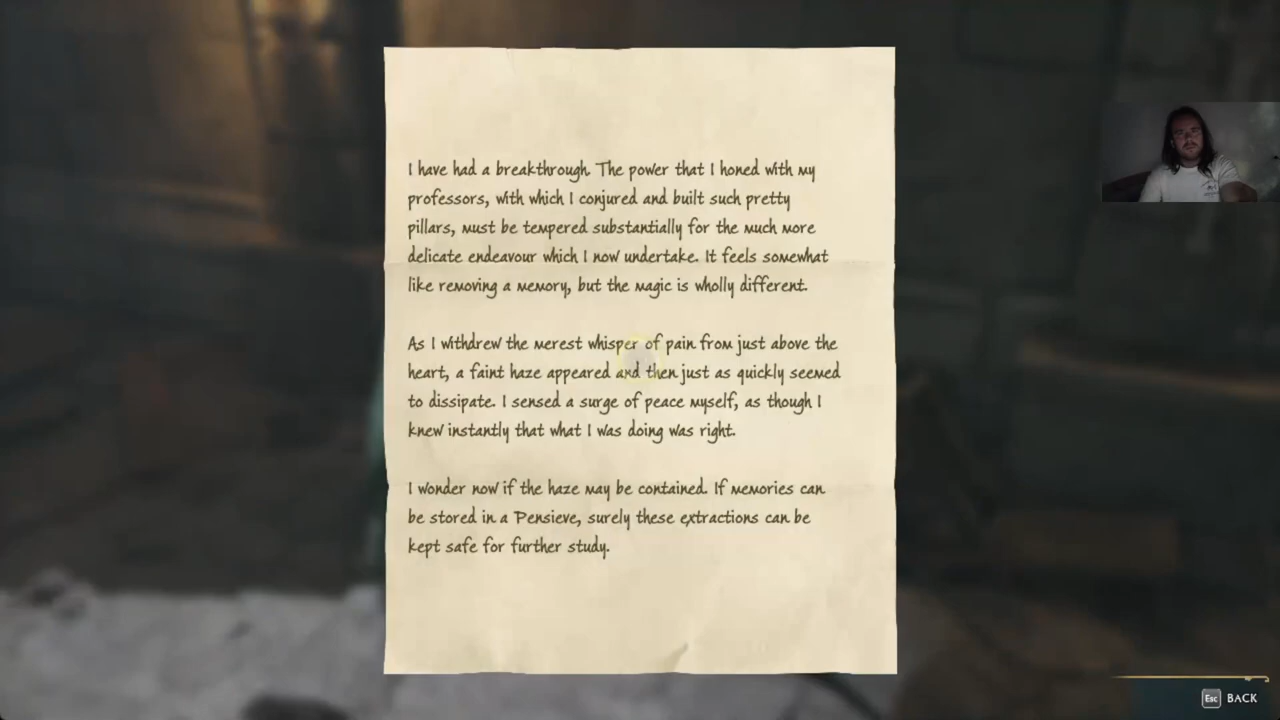 I have had a breakthrough. The power that I honed with my
professors, with which I conjured and built such pretty
pillars, must be tempered substantially for the much more
delicate endeavour which I now undertake. It feels somewhat
like removing a memory, but the magic is wholly different.
As I withdrew the merest whisper of pain from just above the
heart, a faint haze appeared and then just as quickly seemed
to dissipate. I sensed a surge of peace myself, as though I
knew instantly that what I was doing was right.
I wonder now if the haze may be contained. If memories can
be stored in a Pensieve, surely these extractions can be
kept safe for further study.
Esc BACK